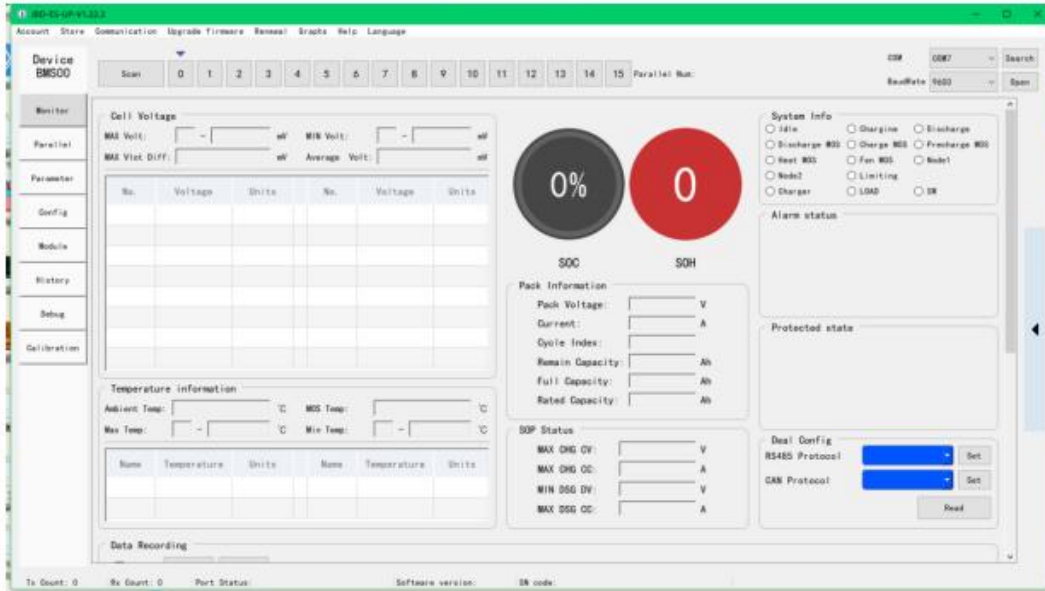 JBD-ES-UP-V1.22.2
Account Store Communication Upgrade firmware Renewal Graphs Help Language
Device
BMS00
Scan 0 1 2 3 4 5 6 7 8 9 10 11 12 13 14 15 Parallel Num:
COM COM7 Search
BaudRate 9600 Open
Monitor
Parallel
Parameter
Config
Module
History
Debug
Calibration
Cell Voltage
MAX Volt: - mV MIN Volt: - mV
MAX Vlot Diff: mV Average Volt: mV
No. Voltage Units No. Voltage Units
Temperature information
Ambient Temp: ℃ MOS Temp: ℃
Max Temp: - ℃ Min Temp: - ℃
Name Temperature Units Name Temperature Units
Data Recording
0% 0
SOC SOH
Pack Information
Pack Voltage: V
Current: A
Cycle Index:
Remain Capacity: Ah
Full Capacity: Ah
Rated Capacity: Ah
SOP Status
MAX CHG CV: V
MAX CHG CC: A
MIN DSG DV: V
MAX DSG CC: A
System Info
Idle Chargine Discharge
Discharge MOS Charge MOS Precharge MOS
Heat MOS Fan MOS Node1
Node2 Limiting
Charger LOAD SW
Alarm status
Protected state
Deal Config
RS485 Protocol Set
CAN Protocol Set
Read
Tx Count: 0 Rx Count: 0 Port Status: Software version: SN code: